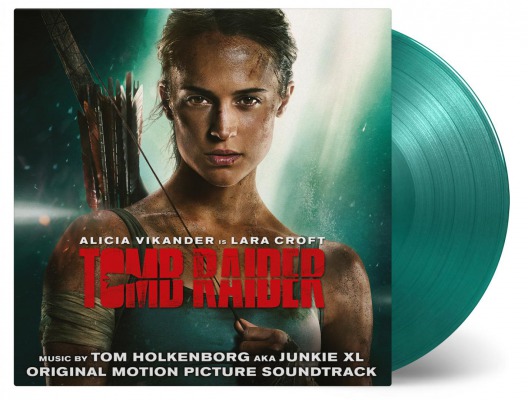 ALICIA VIKANDER IS LARA CROFT
TOMB RAIDER
MUSIC BY TOM HOLKENBORG AKA JUNKIE XL
ORIGINAL MOTION PICTURE SOUNDTRACK